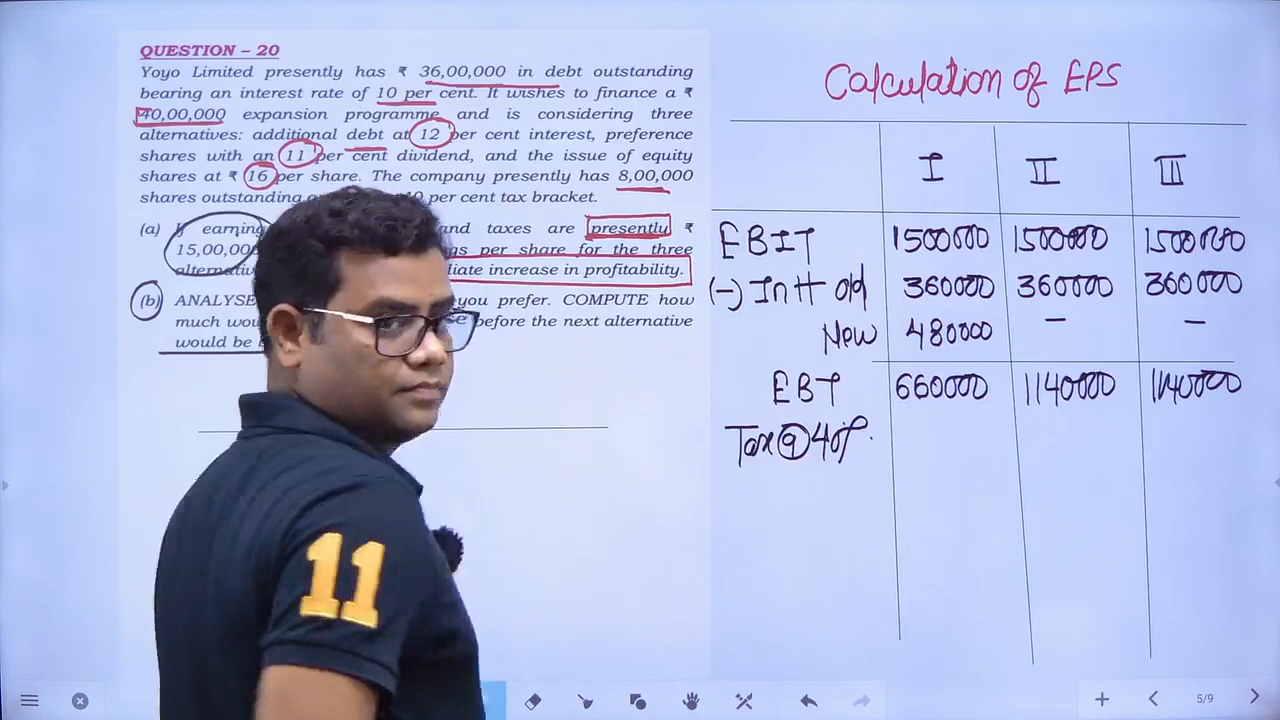 QUESTION – 20
Yoyo Limited presently has ₹ 36,00,000 in debt outstanding
bearing an interest rate of 10 per cent. It wishes to finance a ₹
40,00,000 expansion programme and is considering three
alternatives: additional debt at 12 per cent interest, preference
shares with an 11 per cent dividend, and the issue of equity
shares at ₹ 16 per share. The company presently has 8,00,000
shares outstanding per cent tax bracket.
(a) If earning and taxes are presently ₹
15,00,000 per share for the three
increase in profitability.
(b) ANALYSE you prefer. COMPUTE how
much before the next alternative
would be
Calculation of EPS
I II III
EBIT 1500000 1500000 1500000
(-) Intt old 360000 360000 360000
New 480000 — —
EBT 660000 1140000 1140000
Tax @ 40%.
11
5/9